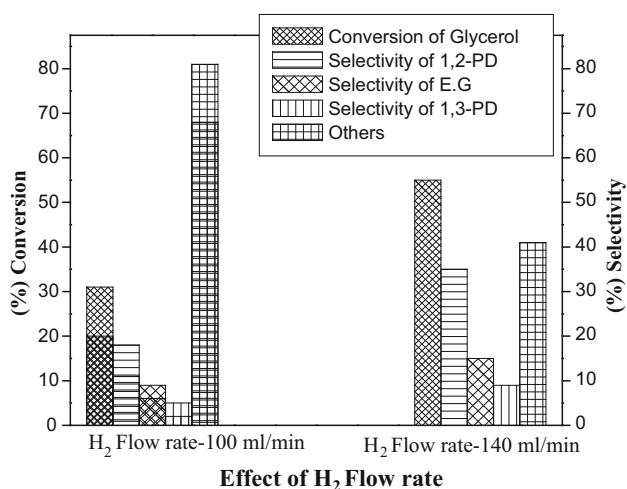 Conversion of Glycerol
Selectivity of 1,2-PD
Selectivity of E.G
Selectivity of 1,3-PD
Others
(%) Conversion
80
70
60
50
40
30
20
10
0
80
70
60
50
40
30
20
10
0
(%) Selectivity
H₂ Flow rate-100 ml/min
H₂ Flow rate-140 ml/min
Effect of H₂ Flow rate